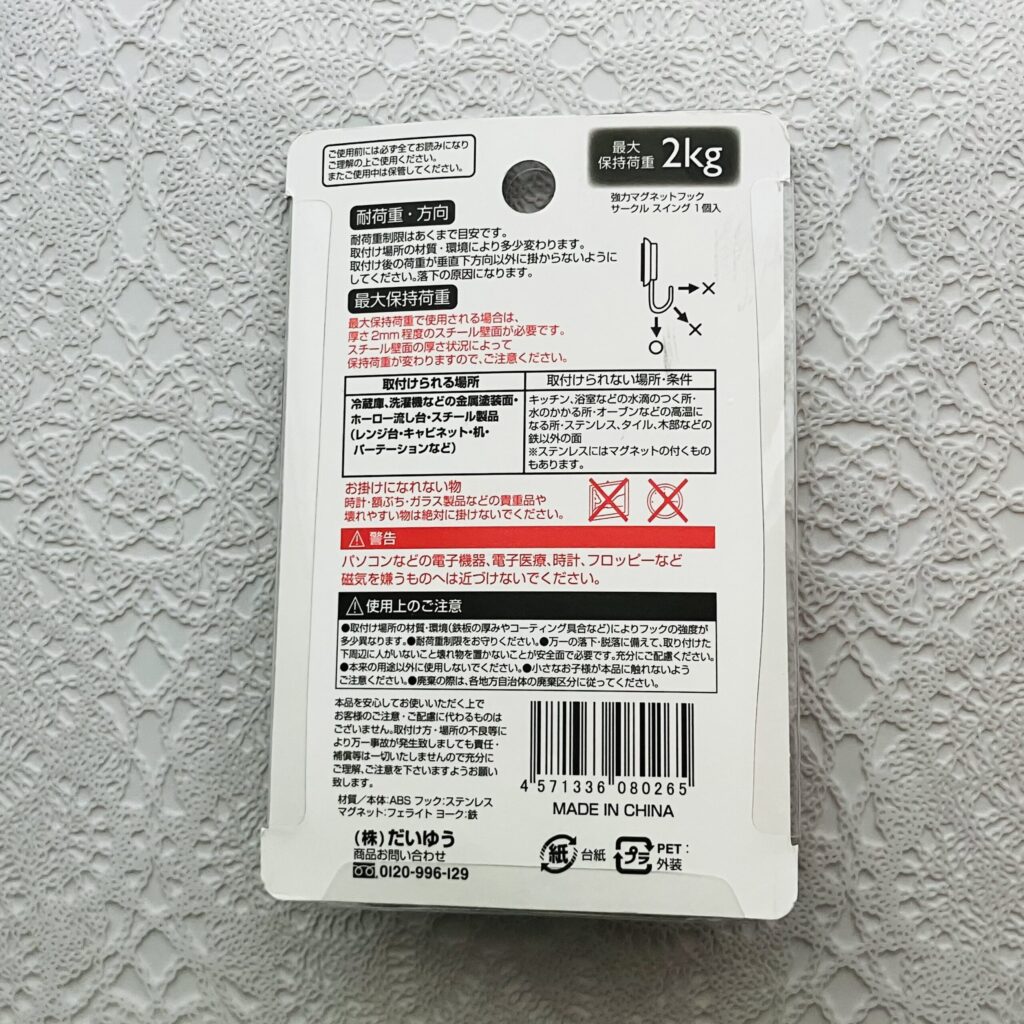 ご使用前には必ず全てお読みになり
ご理解の上ご使用ください。
またご使用中は保管してください。
最大
保持荷重 2kg
強力マグネットフック
サークル スイング 1個入
耐荷重・方向
耐荷重制限はあくまで目安です。
取付け場所の材質・環境により多少変わります。
取付け後の荷重が垂直下方向以外に掛からないように
してください。落下の原因になります。
最大保持荷重
最大保持荷重で使用される場合は、
厚さ2mm程度のスチール壁面が必要です。
スチール壁面の厚さ状況によって
保持荷重が変わりますので、ご注意ください。
取付けられる場所
冷蔵庫、洗濯機などの金属塗装面・
ホーロー流し台・スチール製品
(レンジ台・キャビネット・机・
パーテーションなど)
取付けられない場所・条件
キッチン、浴室などの水滴のつく所・
水のかかる所・オーブンなどの高温に
なる所・ステンレス、タイル、木部などの
鉄以外の面
※ステンレスにはマグネットの付くもの
もあります。
お掛けになれない物
時計・額ぶち・ガラス製品などの貴重品や
壊れやすい物は絶対に掛けないでください。
警告
パソコンなどの電子機器、電子医療、時計、フロッピーなど
磁気を嫌うものへは近づけないでください。
使用上のご注意
●取付け場所の材質・環境(鉄板の厚みやコーティング具合など)によりフックの強度が
多少異なります。●耐荷重制限をお守りください。●万一の落下・脱落に備えて、取り付けた
下周辺に人がいないこと壊れ物を置かないことが安全面で必要です。充分にご配慮ください。
●本来の用途以外に使用しないでください。●小さなお子様が本品に触れないよう
ご注意ください。●廃棄の際は、各地方自治体の廃棄区分に従ってください。
本品を安心してお使いいただく上で
お客様のご注意・ご配慮に代わるものは
ございません。取付け方・場所の不良等に
より万一事故が発生致しましても責任・
補償等は一切いたしませんので充分に
ご理解、ご注意を下さいますようお願い
致します。
材質/本体:ABS フック:ステンレス
マグネット:フェライト ヨーク:鉄
(株)だいゆう
商品お問い合わせ
0120-996-129
4 571336 080265
MADE IN CHINA
紙 台紙
プラ PET:
外装